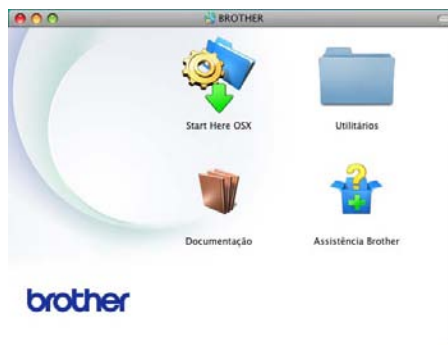 BROTHER
Start Here OSX
Utilitários
Documentação
Assistência Brother
brother